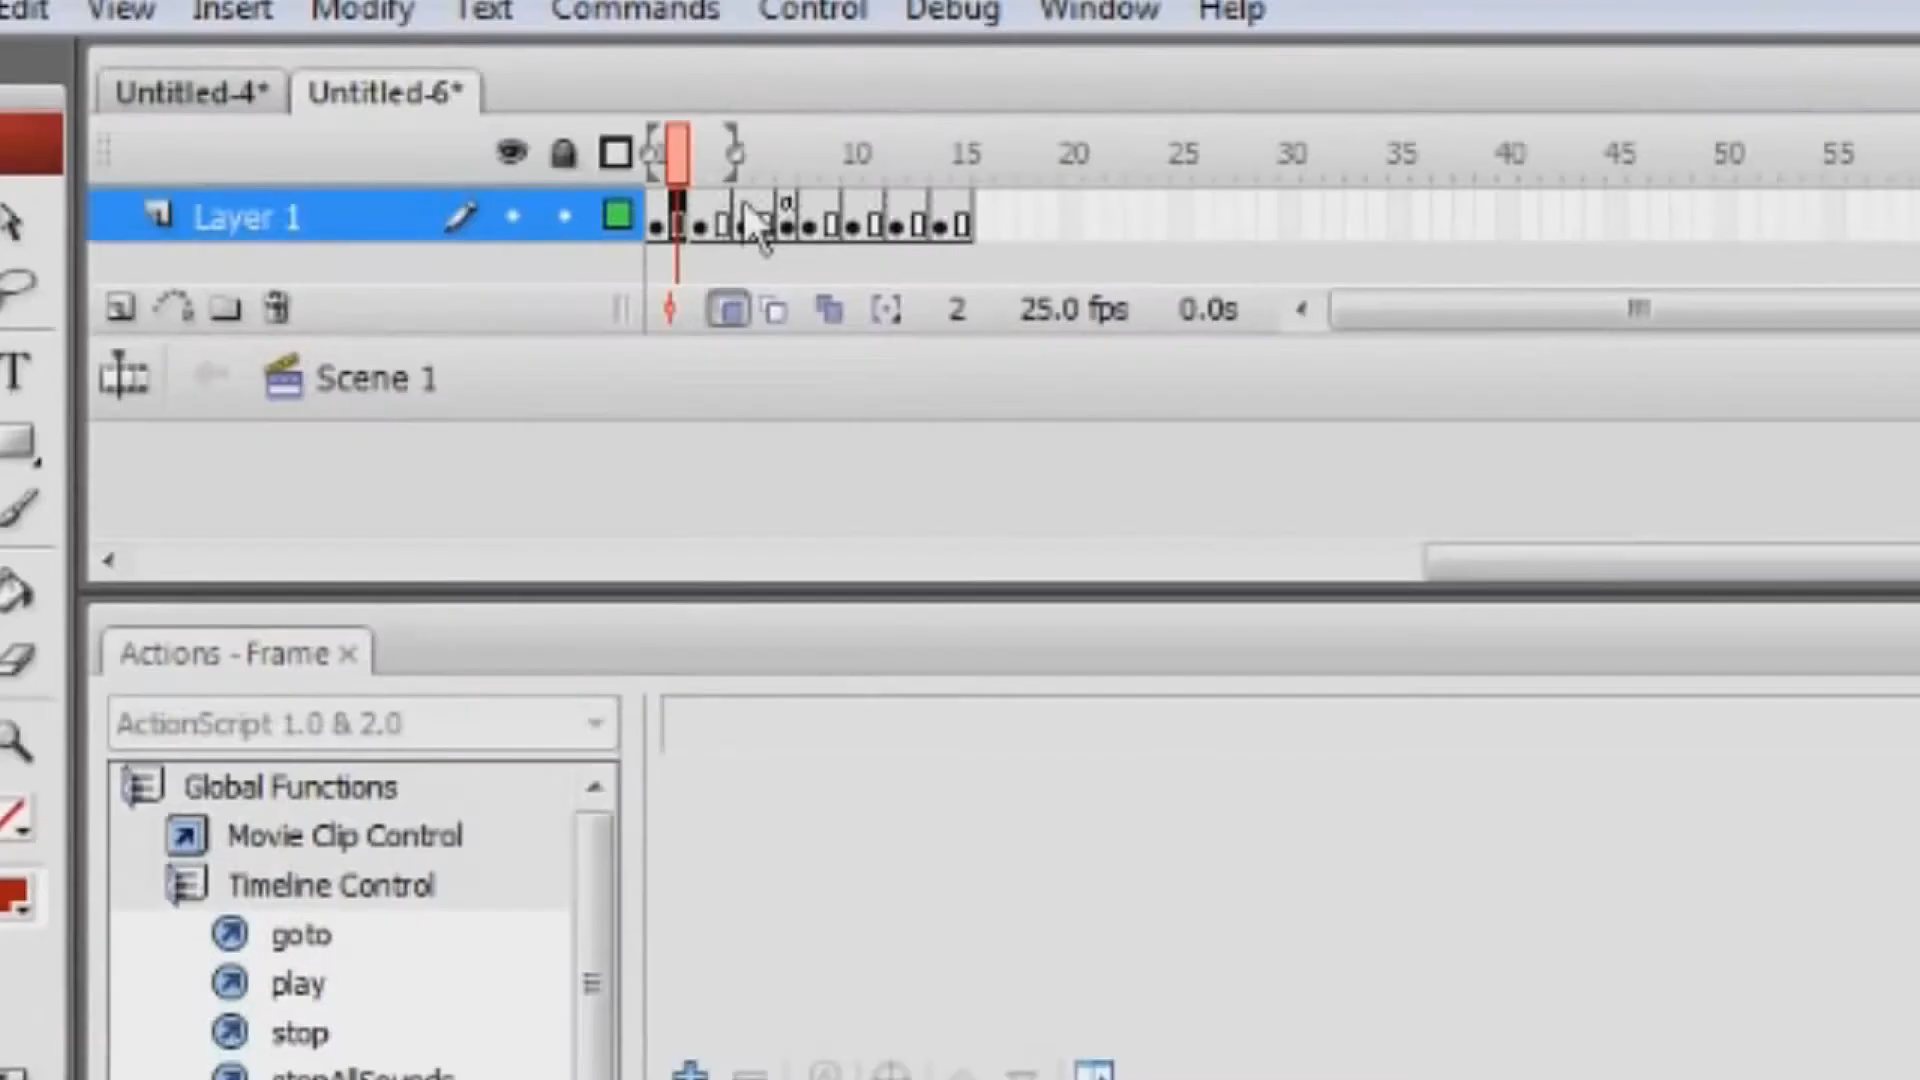 Edit View Insert Modify Text Commands Control Debug Window Help
Untitled-4* Untitled-6*
10 15 20 25 30 35 40 45 50 55
Layer 1
2 25.0 fps 0.0s
Scene 1
Actions - Frame ×
ActionScript 1.0 & 2.0
Global Functions
Movie Clip Control
Timeline Control
goto
play
stop
stopAllSounds